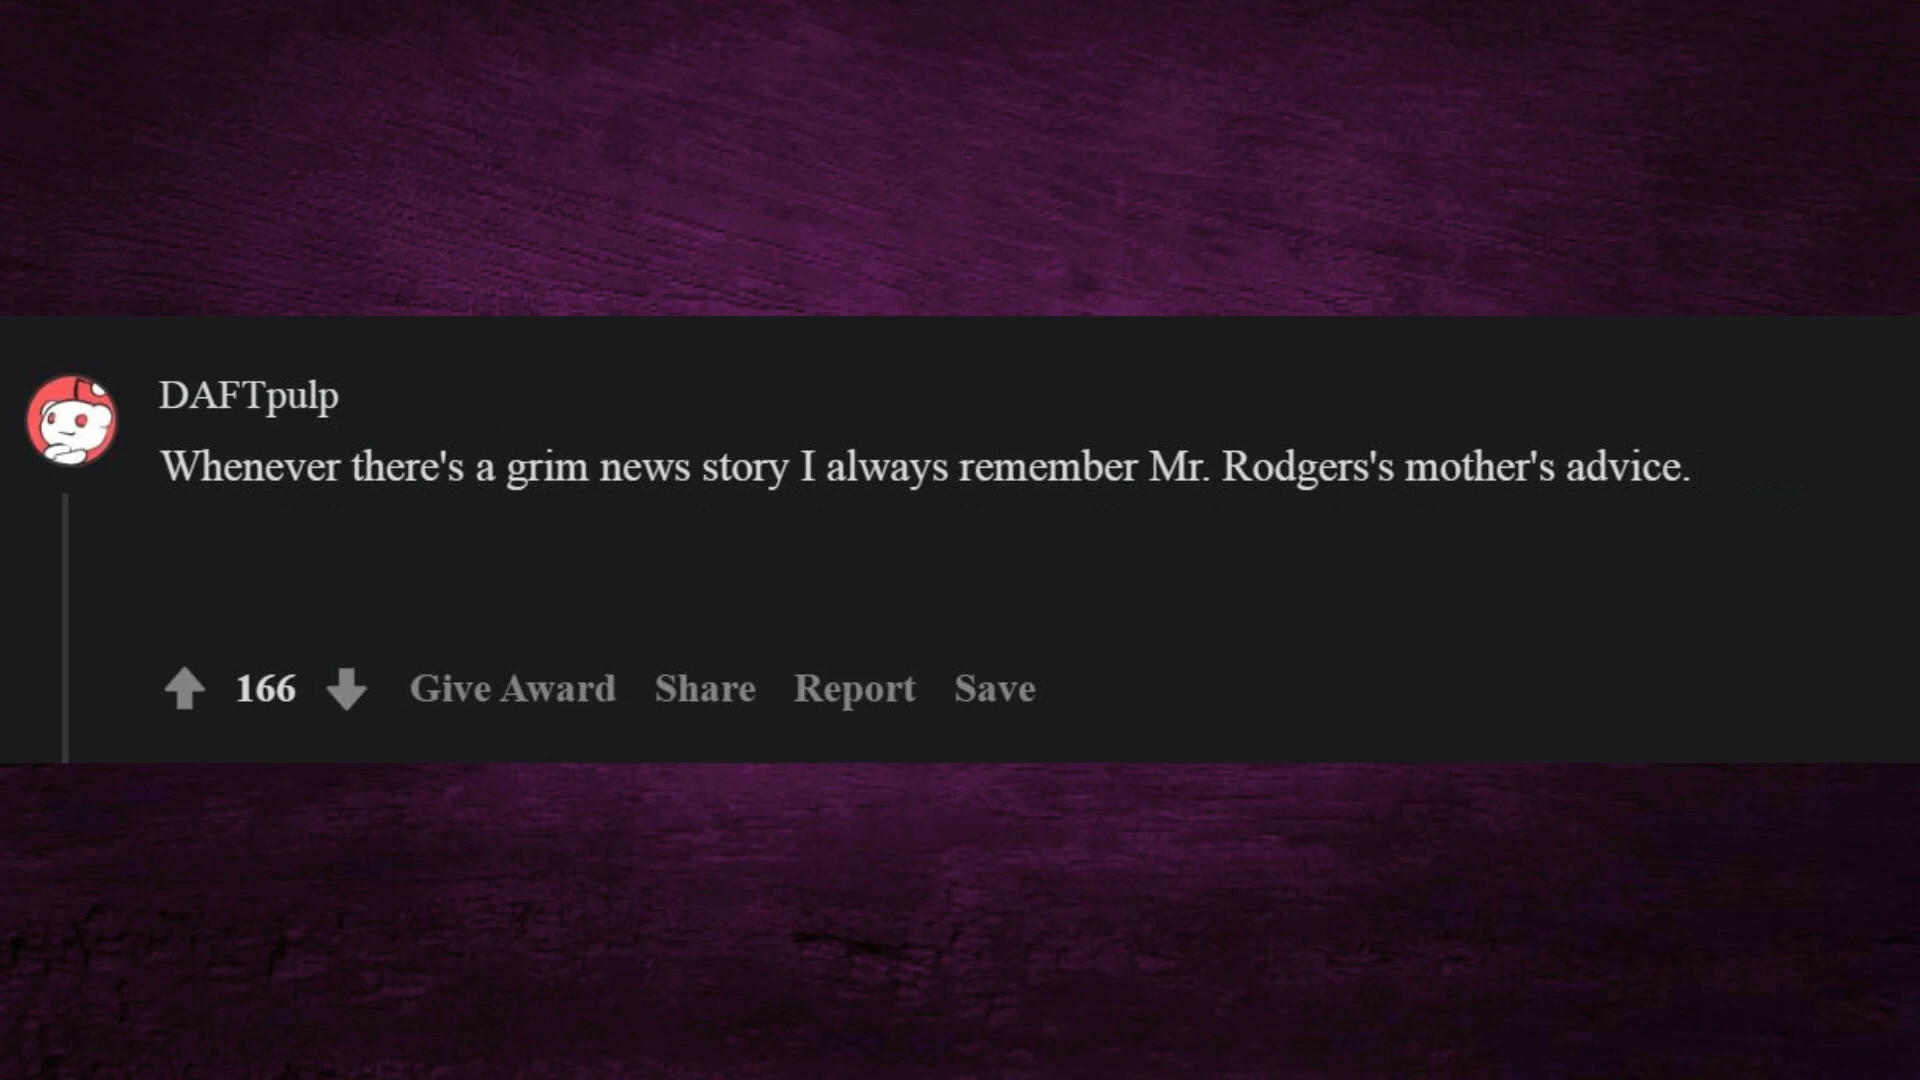 DAFTpulp
Whenever there's a grim news story I always remember Mr. Rodgers's mother's advice.
166 Give Award Share Report Save